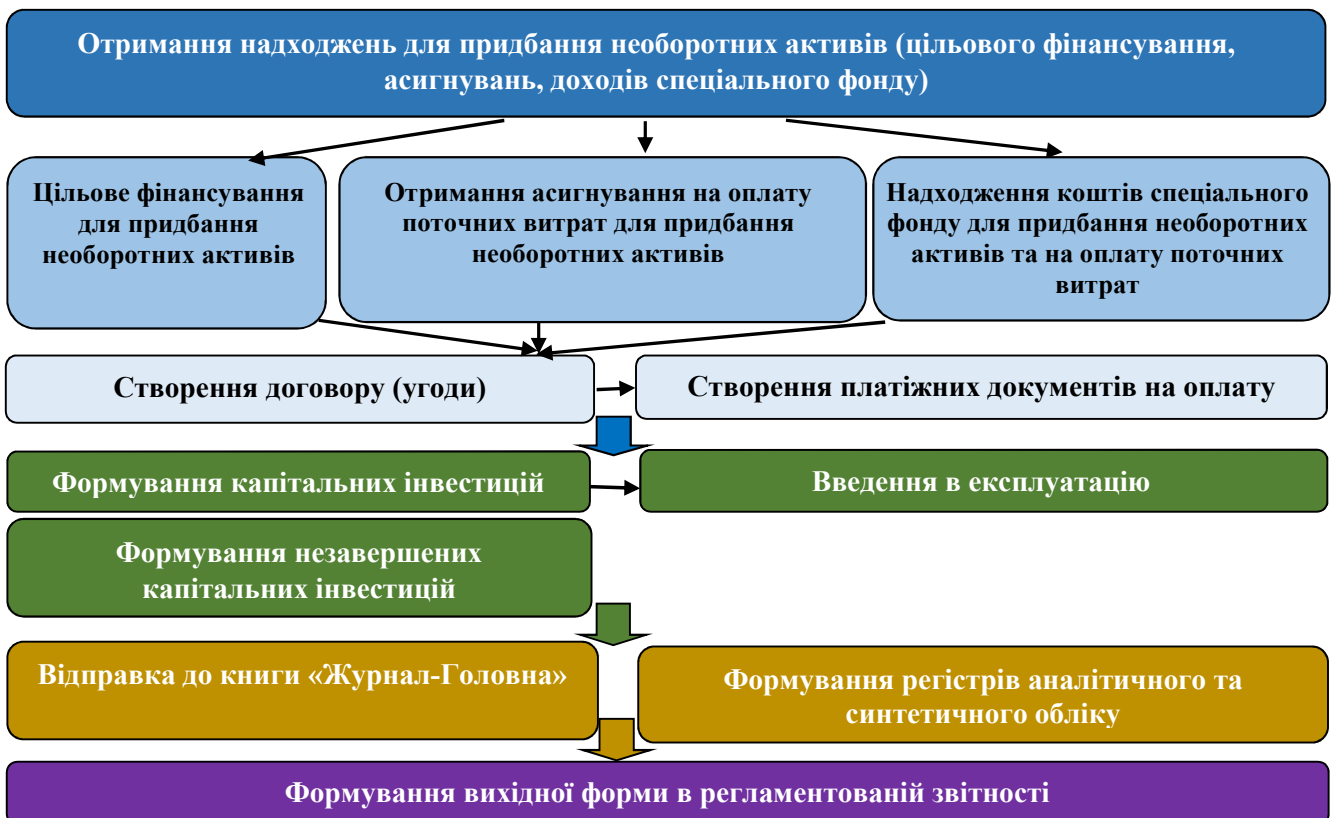 Отримання надходжень для придбання необоротних активів (цільового фінансування,
асигнувань, доходів спеціального фонду)
Цільове фінансування
для придбання
необоротних активів
Отримання асигнування на оплату
поточних витрат для придбання
необоротних активів
Надходження коштів спеціального
фонду для придбання необоротних
активів та на оплату поточних
витрат
Створення договору (угоди)
Створення платіжних документів на оплату
Формування капітальних інвестицій
Введення в експлуатацію
Формування незавершених
капітальних інвестицій
Відправка до книги «Журнал-Головна»
Формування регістрів аналітичного та
синтетичного обліку
Формування вихідної форми в регламентованій звітності